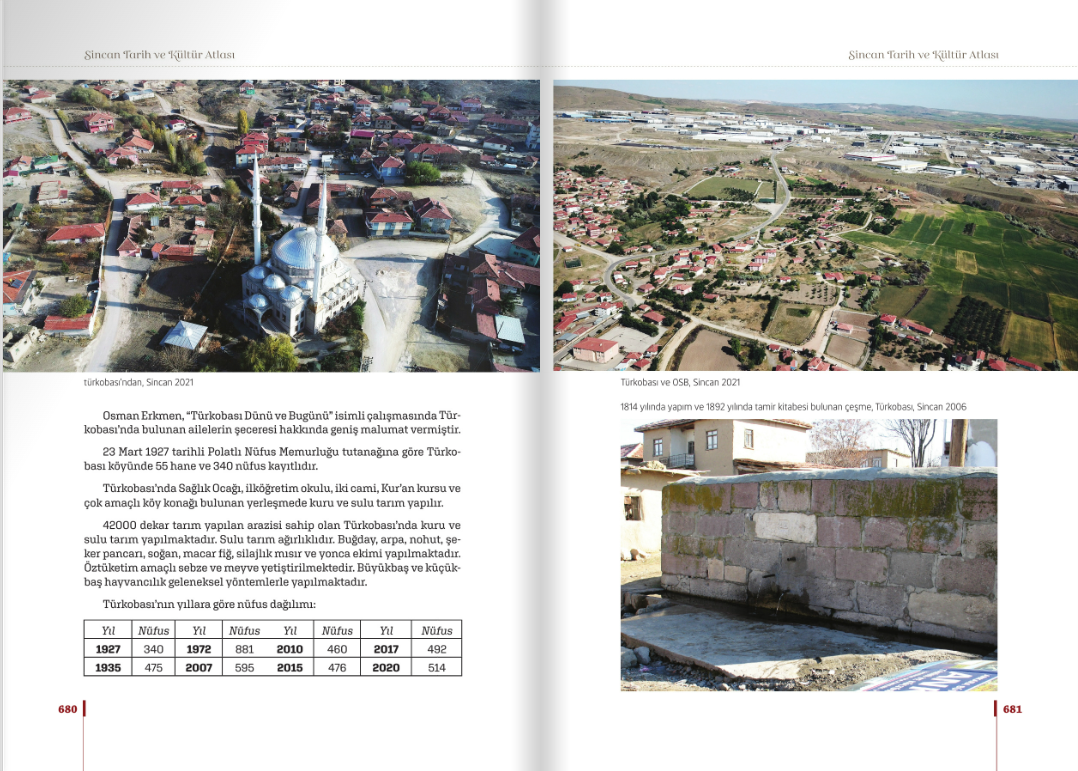 Sincan Tarih ve Kültür Atlası
türkobası'ndan, Sincan 2021
Osman Erkmen, “Türkobası Dünü ve Bugünü” isimli çalışmasında Tür-
kobası’nda bulunan ailelerin şeceresi hakkında geniş malumat vermiştir.
23 Mart 1927 tarihli Polatlı Nüfus Memurluğu tutanağına göre Türko-
bası köyünde 55 hane ve 340 nüfus kayıtlıdır.
Türkobası’nda Sağlık Ocağı, ilköğretim okulu, iki cami, Kur’an kursu ve
çok amaçlı köy konağı bulunan yerleşmede kuru ve sulu tarım yapılır.
42000 dekar tarım yapılan arazisi sahip olan Türkobası’nda kuru ve
sulu tarım yapılmaktadır. Sulu tarım ağırlıklıdır. Buğday, arpa, nohut, şe-
ker pancarı, soğan, macar fiğ, silajlık mısır ve yonca ekimi yapılmaktadır.
Öztüketim amaçlı sebze ve meyve yetiştirilmektedir. Büyükbaş ve küçük-
baş hayvancılık geleneksel yöntemlerle yapılmaktadır.
Türkobası’nın yıllara göre nüfus dağılımı:
Yıl Nüfus Yıl Nüfus Yıl Nüfus Yıl Nüfus
1927 340 1972 881 2010 460 2017 492
1935 475 2007 595 2015 476 2020 514
680
Sincan Tarih ve Kültür Atlası
Türkobası ve OSB, Sincan 2021
1814 yılında yapım ve 1892 yılında tamir kitabesi bulunan çeşme, Türkobası, Sincan 2006
681